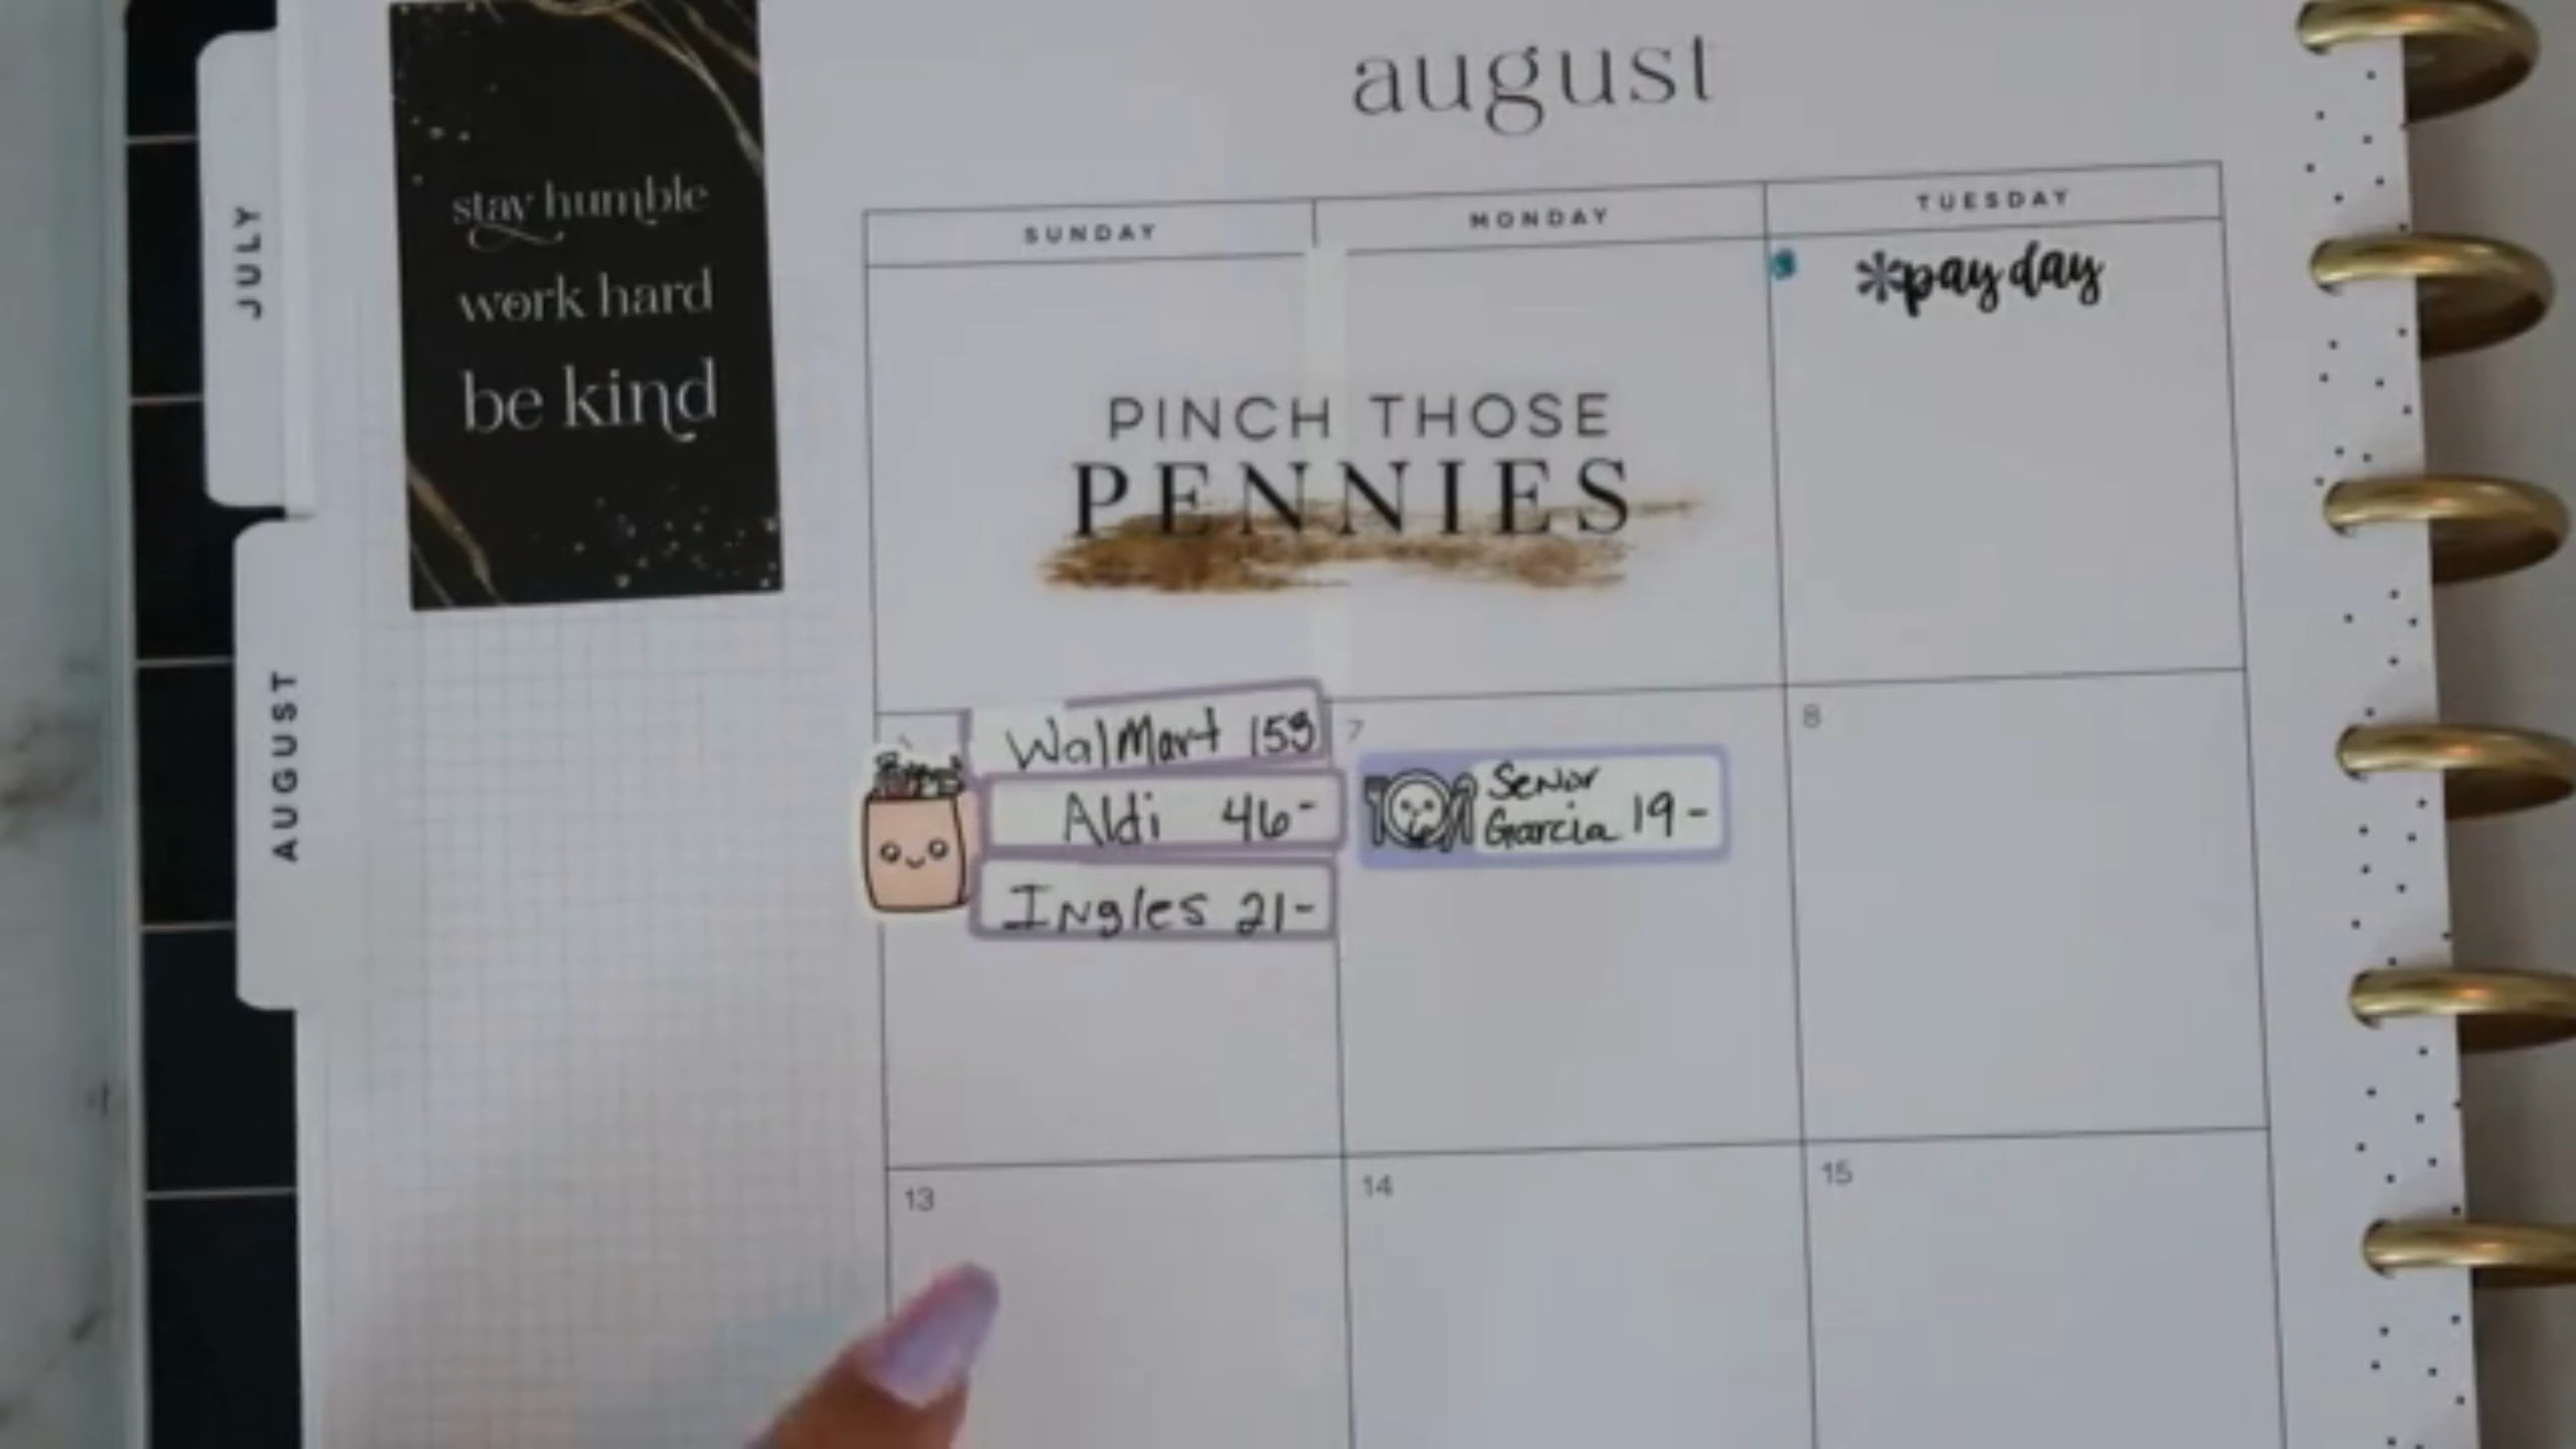 august
JULY
AUGUST
stay humble
work hard
be kind
SUNDAY
MONDAY
TUESDAY
*pay day
PINCH THOSE
PENNIES
WalMart
Aldi 46-
Ingles 21-
7
Senor
Garcia 19-
8
13
14
15